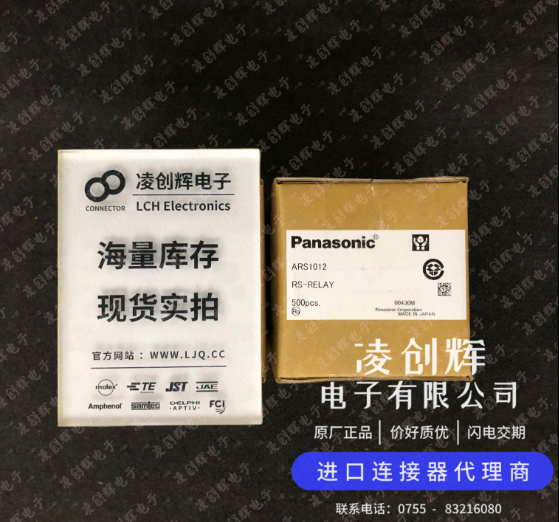 凌创辉电子
CONNECTOR
LCH Electronics
海量库存
现货实拍
官方网站 : WWW.LJQ.CC
molex TE JST JAE
Amphenol samtec DELPHI ·APTIV· FCI
Panasonic®
ARS1012
RS-RELAY
500pcs.
00430M
Panasonic Corporation
MADE IN JAPAN
凌创辉
电子有限公司
原厂正品 | 价好质优 | 闪电交期
进口连接器代理商
联系电话: 0755 - 83216080